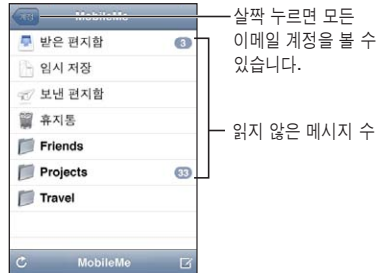 계정
MobileMe
받은 편지함 3
임시 저장
보낸 편지함
휴지통
Friends
Projects 33
Travel
MobileMe
살짝 누르면 모든
이메일 계정을 볼 수
있습니다.
읽지 않은 메시지 수